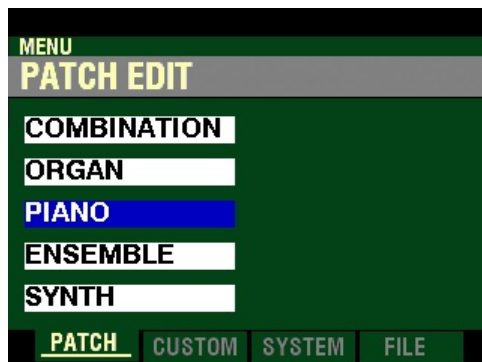 MENU
PATCH EDIT
COMBINATION
ORGAN
PIANO
ENSEMBLE
SYNTH
PATCH CUSTOM SYSTEM FILE